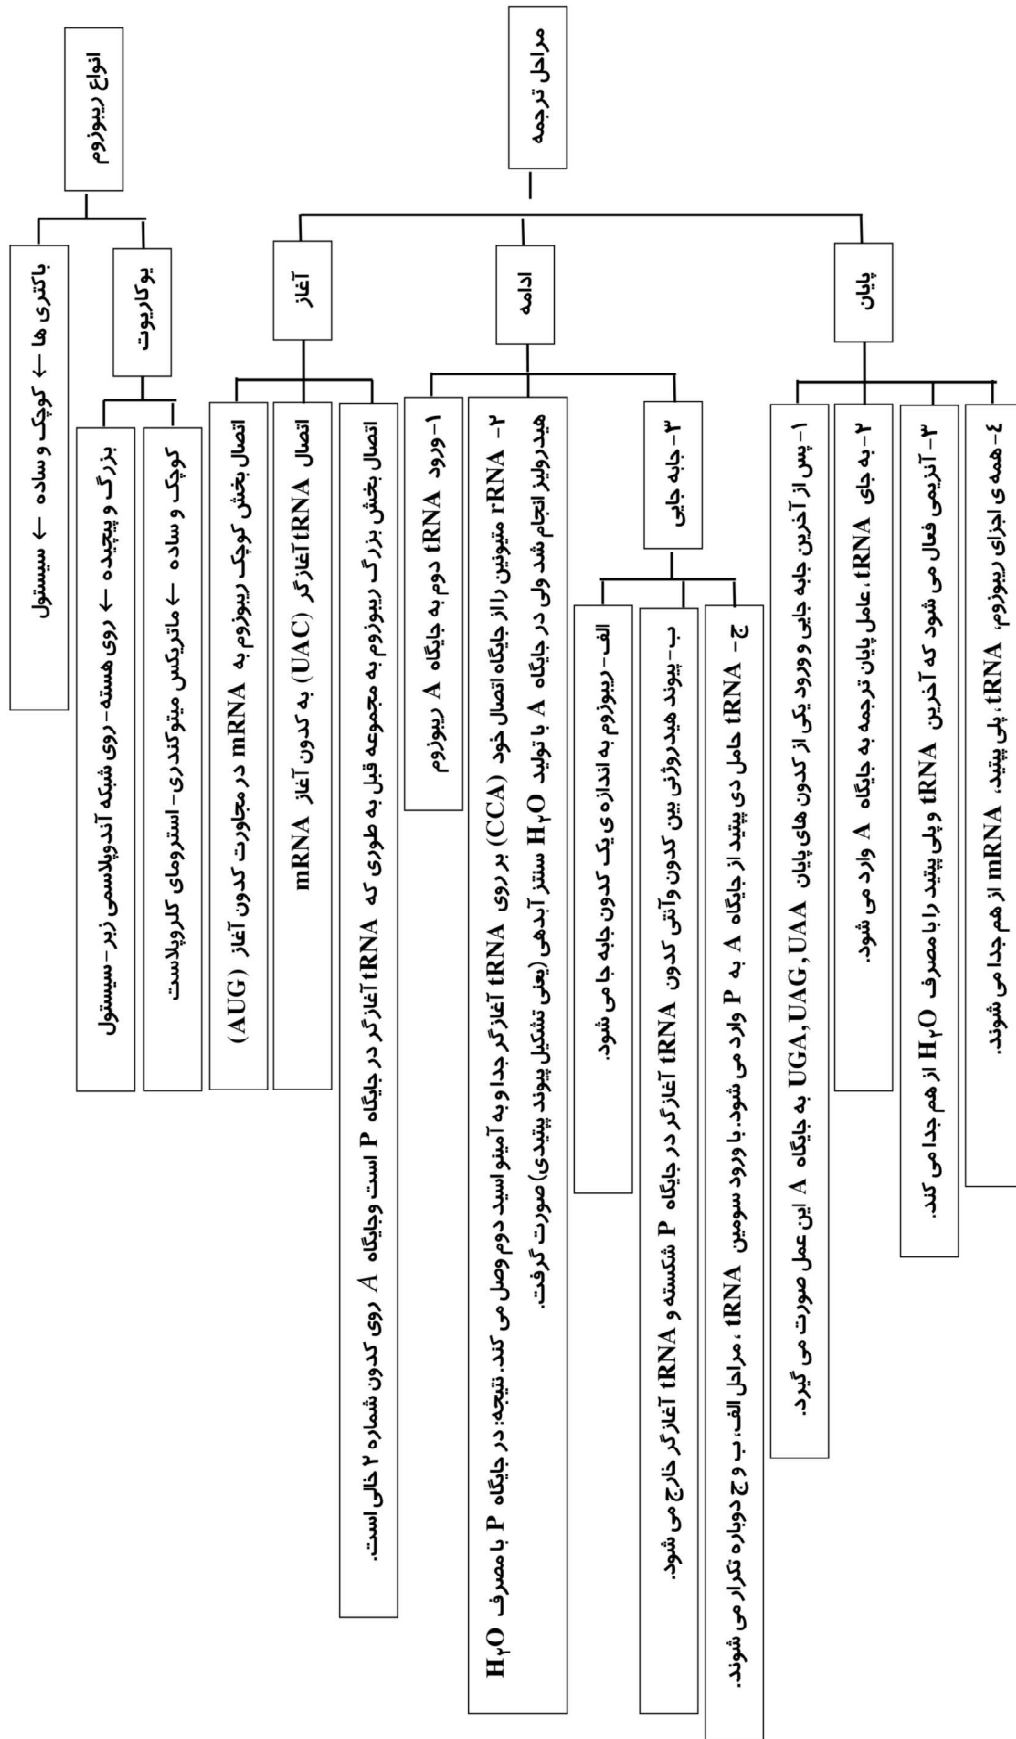 انواع ریبوزوم
باکتری ها ← کوچک و ساده ← سیستول
یوکاریوت
بزرگ و پیچیده ← روی هسته-روی شبکه آندوپلاسمی زبر-سیستول
کوچک و ساده ← ماتریکس میتوکندری-استرومای کلروپلاست
مراحل ترجمه
آغاز
اتصال بخش کوچک ریبوزوم به mRNA در مجاورت کدون آغاز (AUG)
اتصال tRNA آغازگر (UAC) به کدون آغاز mRNA
اتصال بخش بزرگ ریبوزوم به مجموعه قبل به طوری که tRNA آغازگر در جایگاه P است وجایگاه A روی کدون شماره ۲ خالی است.
ادامه
۱-ورود tRNA دوم به جایگاه A ریبوزوم
۲- rRNA متیونین را از جایگاه اتصال خود (CCA) بر روی tRNA آغازگر جدا و به آمینو اسید دوم وصل می کند. نتیجه: در جایگاه P با مصرف H۲O
هیدرولیز انجام شد ولی در جایگاه A با تولید H۲O سنتز آبدهی (یعنی تشکیل پیوند پپتیدی) صورت گرفت.
۳-جابه جایی
الف-ریبوزوم به اندازه ی یک کدون جابه جا می شود.
ب-پیوند هیدروژنی بین کدون وآنتی کدون tRNA آغازگر در جایگاه P شکسته و tRNA آغازگر خارج می شود.
ج- tRNA حامل دی پپتید از جایگاه A به P وارد می شود. با ورود سومین tRNA، مراحل الف، ب و ج دوباره تکرار می شوند.
پایان
۱-پس از آخرین جابه جایی و ورود یکی از کدون های پایان UGA, UAG, UAA به جایگاه A این عمل صورت می گیرد.
۲-به جای tRNA، عامل پایان ترجمه به جایگاه A وارد می شود.
۳- آنزیمی فعال می شود که آخرین tRNA و پلی پپتید را با مصرف H۲O از هم جدا می کند.
٤-همه ی اجزای ریبوزوم، tRNA، پلی پپتید، mRNA از هم جدا می شوند.